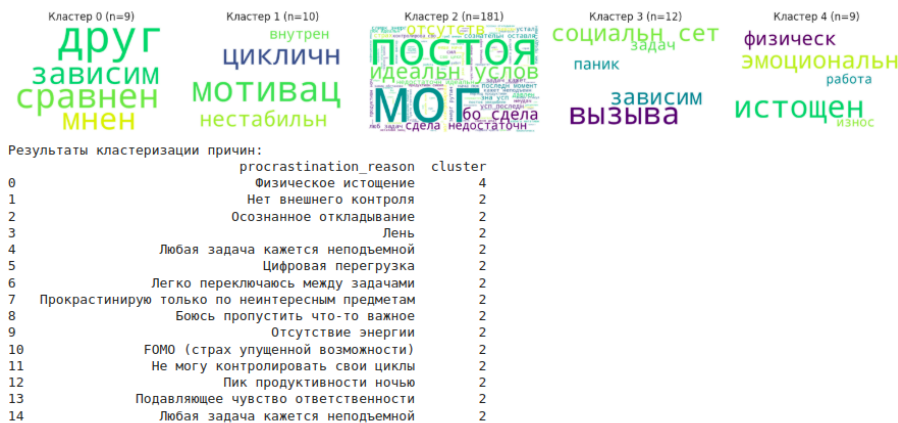 Кластер 0 (n=9) Кластер 1 (n=10) Кластер 2 (n=181) Кластер 3 (n=12) Кластер 4 (n=9)
друг
зависим
сравнен
мнен
внутрен
цикличн
мотивац
нестабильн
отсутств
постоя
идеальн услов
мог
бо сдела
сдела недостаточн
социальн сет
задач
паник
зависим
вызыва
физическ
эмоциональн
работа
истощен
износ
Результаты кластеризации причин:
procrastination_reason cluster
0 Физическое истощение 4
1 Нет внешнего контроля 2
2 Осознанное откладывание 2
3 Лень 2
4 Любая задача кажется неподъемной 2
5 Цифровая перегрузка 2
6 Легко переключаюсь между задачами 2
7 Прокрастинирую только по неинтересным предметам 2
8 Боюсь пропустить что-то важное 2
9 Отсутствие энергии 2
10 FOMO (страх упущенной возможности) 2
11 Не могу контролировать свои циклы 2
12 Пик продуктивности ночью 2
13 Подавляющее чувство ответственности 2
14 Любая задача кажется неподъемной 2